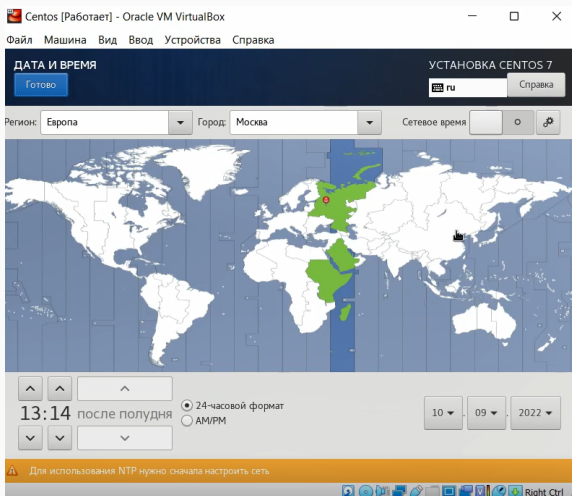 Centos [Работает] - Oracle VM VirtualBox
Файл Машина Вид Ввод Устройства Справка
ДАТА И ВРЕМЯ
УСТАНОВКА CENTOS 7
Готово
ru
Справка
Регион: Европа Город: Москва Сетевое время
13:14 после полудня
24-часовой формат
AM/PM
10 . 09 . 2022
Для использования NTP нужно сначала настроить сеть
Right Ctrl